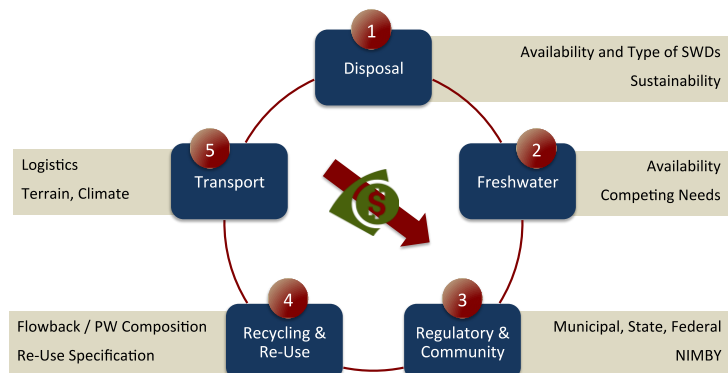 1
Disposal
Availability and Type of SWDs
Sustainability
2
Freshwater
Availability
Competing Needs
3
Regulatory &
Community
Municipal, State, Federal
NIMBY
4
Recycling &
Re-Use
Flowback / PW Composition
Re-Use Specification
5
Transport
Logistics
Terrain, Climate
$